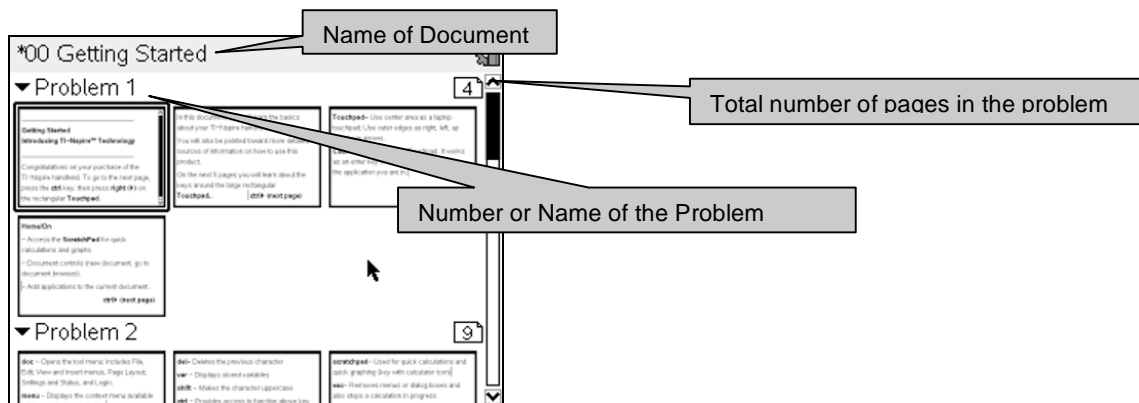 Name of Document
*00 Getting Started
Problem 1
4
Total number of pages in the problem
Number or Name of the Problem
Getting Started
Introducing TI-Nspire™ Technology
Congratulations on your purchase of the
TI-Nspire handheld. To go to the next page,
press the ctrl key, then press right (▶) on
the rectangular Touchpad.
In this document
the basics
about your TI-Nspire
You will also be pointed toward more
sources of information on how to use this
product.
On the next 5 pages you will learn about the
keys around the large rectangular
Touchpad.
ctrl▶ (next page)
Touchpad– Use center area as a laptop
touchpad; Use outer edges as right, left, up
it works
as an enter
the application you are in.
Home/On
– Access the ScratchPad for quick
calculations and graphs.
– Document controls (new document, go to
document browser).
– Add applications to the current document.
ctrl▶ (next page)
Problem 2
9
doc – Opens the tool menu; includes File,
Edit, View and Insert menus, Page Layout,
Settings and Status, and Login.
menu – Displays the context menu available
del– Deletes the previous character
var – Displays stored variables
shift – Makes the character uppercase
ctrl – Provides access to function above key
scratchpad– Used for quick calculations and
quick graphing (key with calculator icon)
esc– Removes menus or dialog boxes and
also stops a calculation in progress